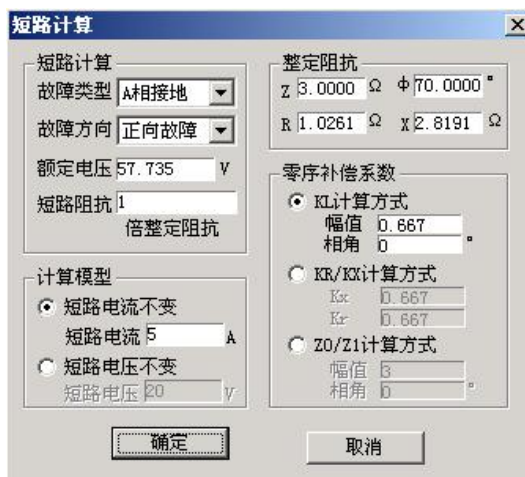 短路计算
短路计算
故障类型 A相接地
故障方向 正向故障
额定电压 57.735 V
短路阻抗 1
倍整定阻抗
计算模型
短路电流不变
短路电流 5 A
短路电压不变
短路电压 20 V
整定阻抗
Z 3.0000 Ω ф 70.0000 °
R 1.0261 Ω X 2.8191 Ω
零序补偿系数
KL计算方式
幅值 0.667
相角 0 °
KR/KX计算方式
Kx 0.667
Kr 0.667
Z0/Z1计算方式
幅值 3
相角 0 °
确定
取消